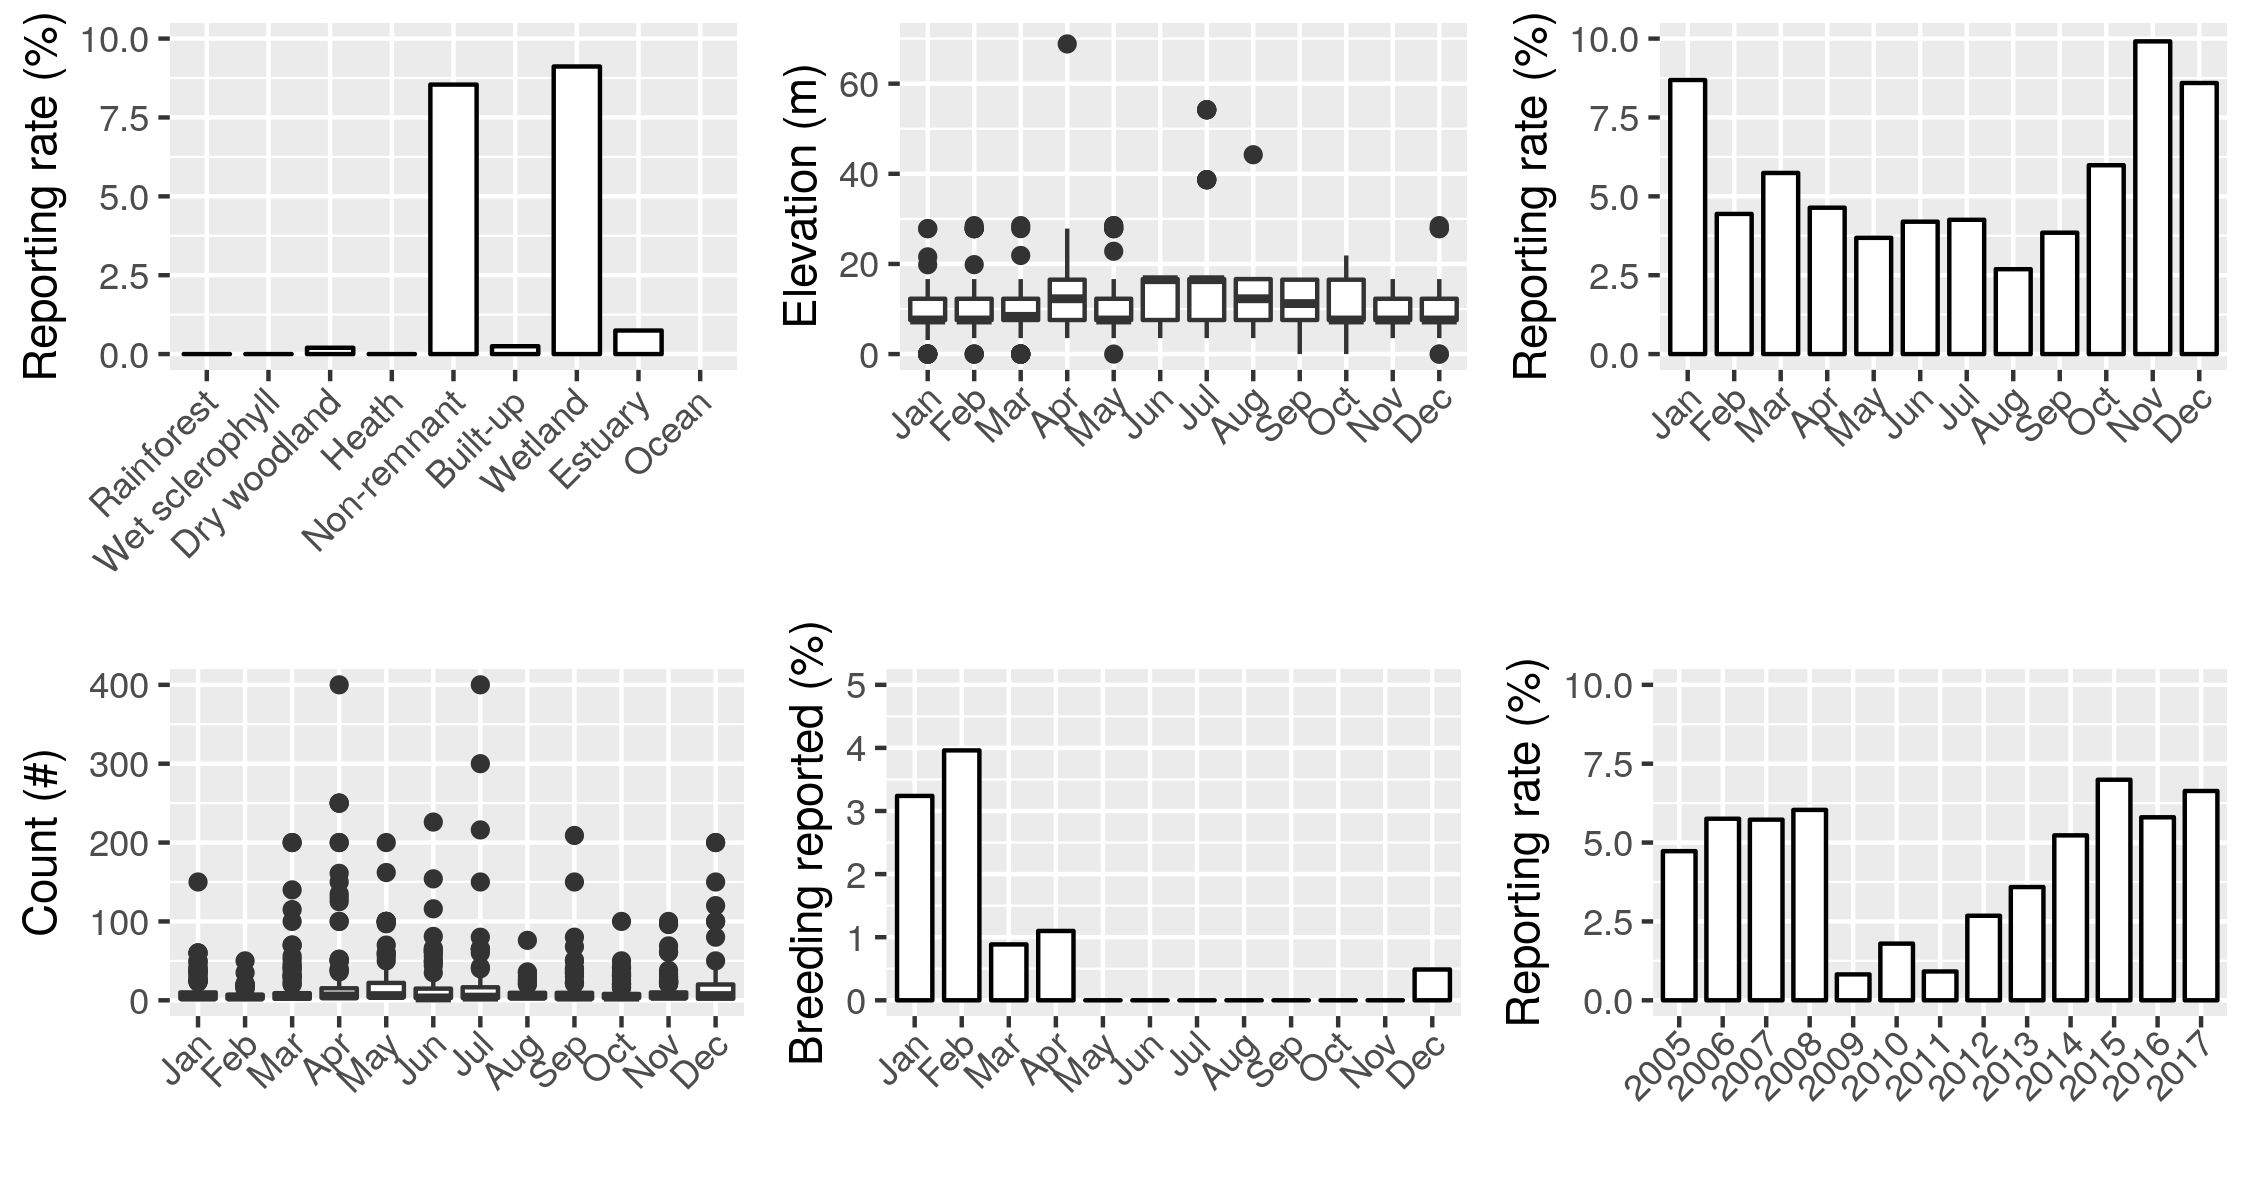 Reporting rate (%)
10.0
7.5
5.0
2.5
0.0
Rainforest
Wet sclerophyll
Dry woodland
Heath
Non-remnant
Built-up
Wetland
Estuary
Ocean
Elevation (m)
60
40
20
0
Jan
Feb
Mar
Apr
May
Jun
Jul
Aug
Sep
Oct
Nov
Dec
Reporting rate (%)
10.0
7.5
5.0
2.5
0.0
Jan
Feb
Mar
Apr
May
Jun
Jul
Aug
Sep
Oct
Nov
Dec
Count (#)
400
300
200
100
0
Jan
Feb
Mar
Apr
May
Jun
Jul
Aug
Sep
Oct
Nov
Dec
Breeding reported (%)
5
4
3
2
1
0
Jan
Feb
Mar
Apr
May
Jun
Jul
Aug
Sep
Oct
Nov
Dec
Reporting rate (%)
10.0
7.5
5.0
2.5
0.0
2005
2006
2007
2008
2009
2010
2011
2012
2013
2014
2015
2016
2017